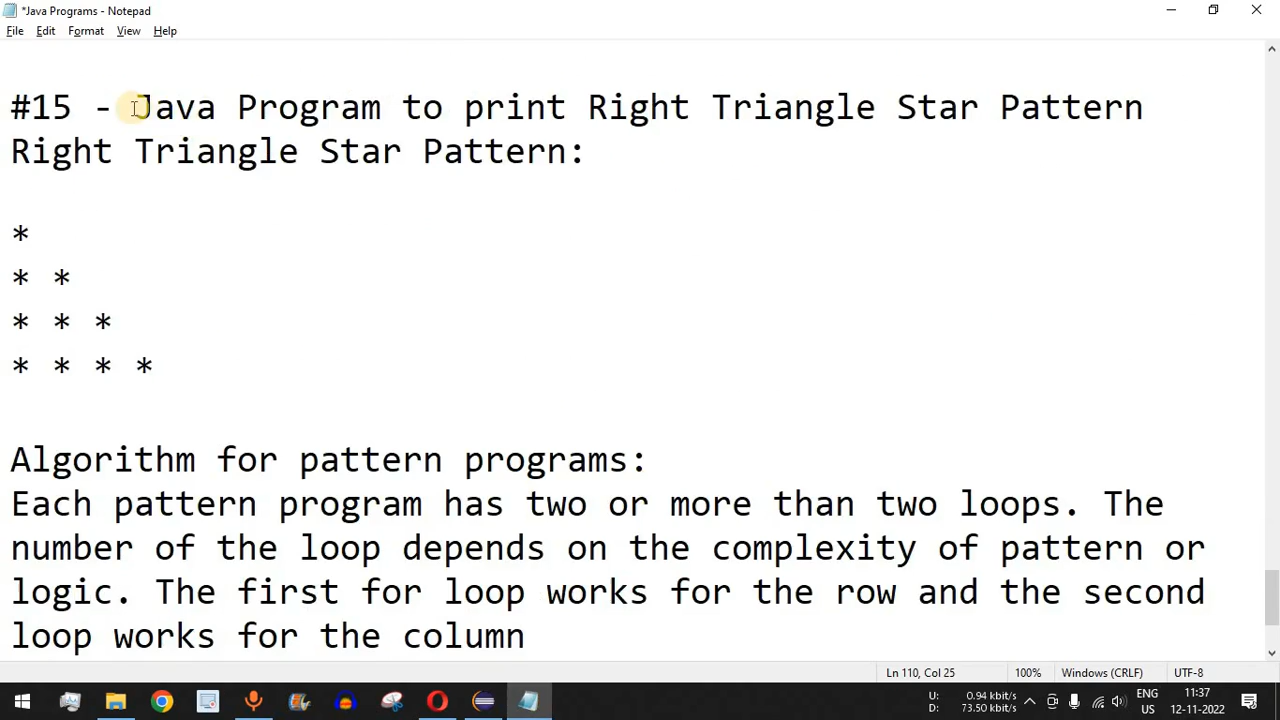 *Java Programs - Notepad
File Edit Format View Help
#15 - Java Program to print Right Triangle Star Pattern
Right Triangle Star Pattern:
*
* *
* * *
* * * *
Algorithm for pattern programs:
Each pattern program has two or more than two loops. The
number of the loop depends on the complexity of pattern or
logic. The first for loop works for the row and the second
loop works for the column
Ln 110, Col 25 100% Windows (CRLF) UTF-8
U: 0.94 kbit/s
D: 73.50 kbit/s
ENG
US
11:37
12-11-2022